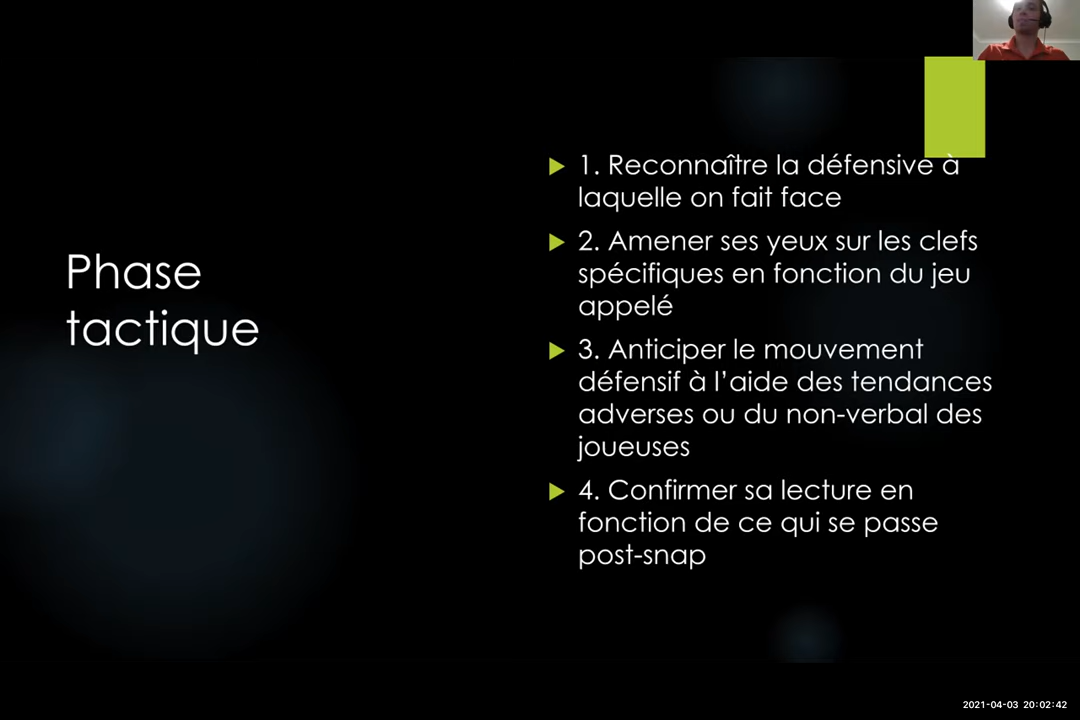 Phase
tactique
1. Reconnaître la défensive à
laquelle on fait face
2. Amener ses yeux sur les clefs
spécifiques en fonction du jeu
appelé
3. Anticiper le mouvement
défensif à l’aide des tendances
adverses ou du non-verbal des
joueuses
4. Confirmer sa lecture en
fonction de ce qui se passe
post-snap
2021-04-03 20:02:42